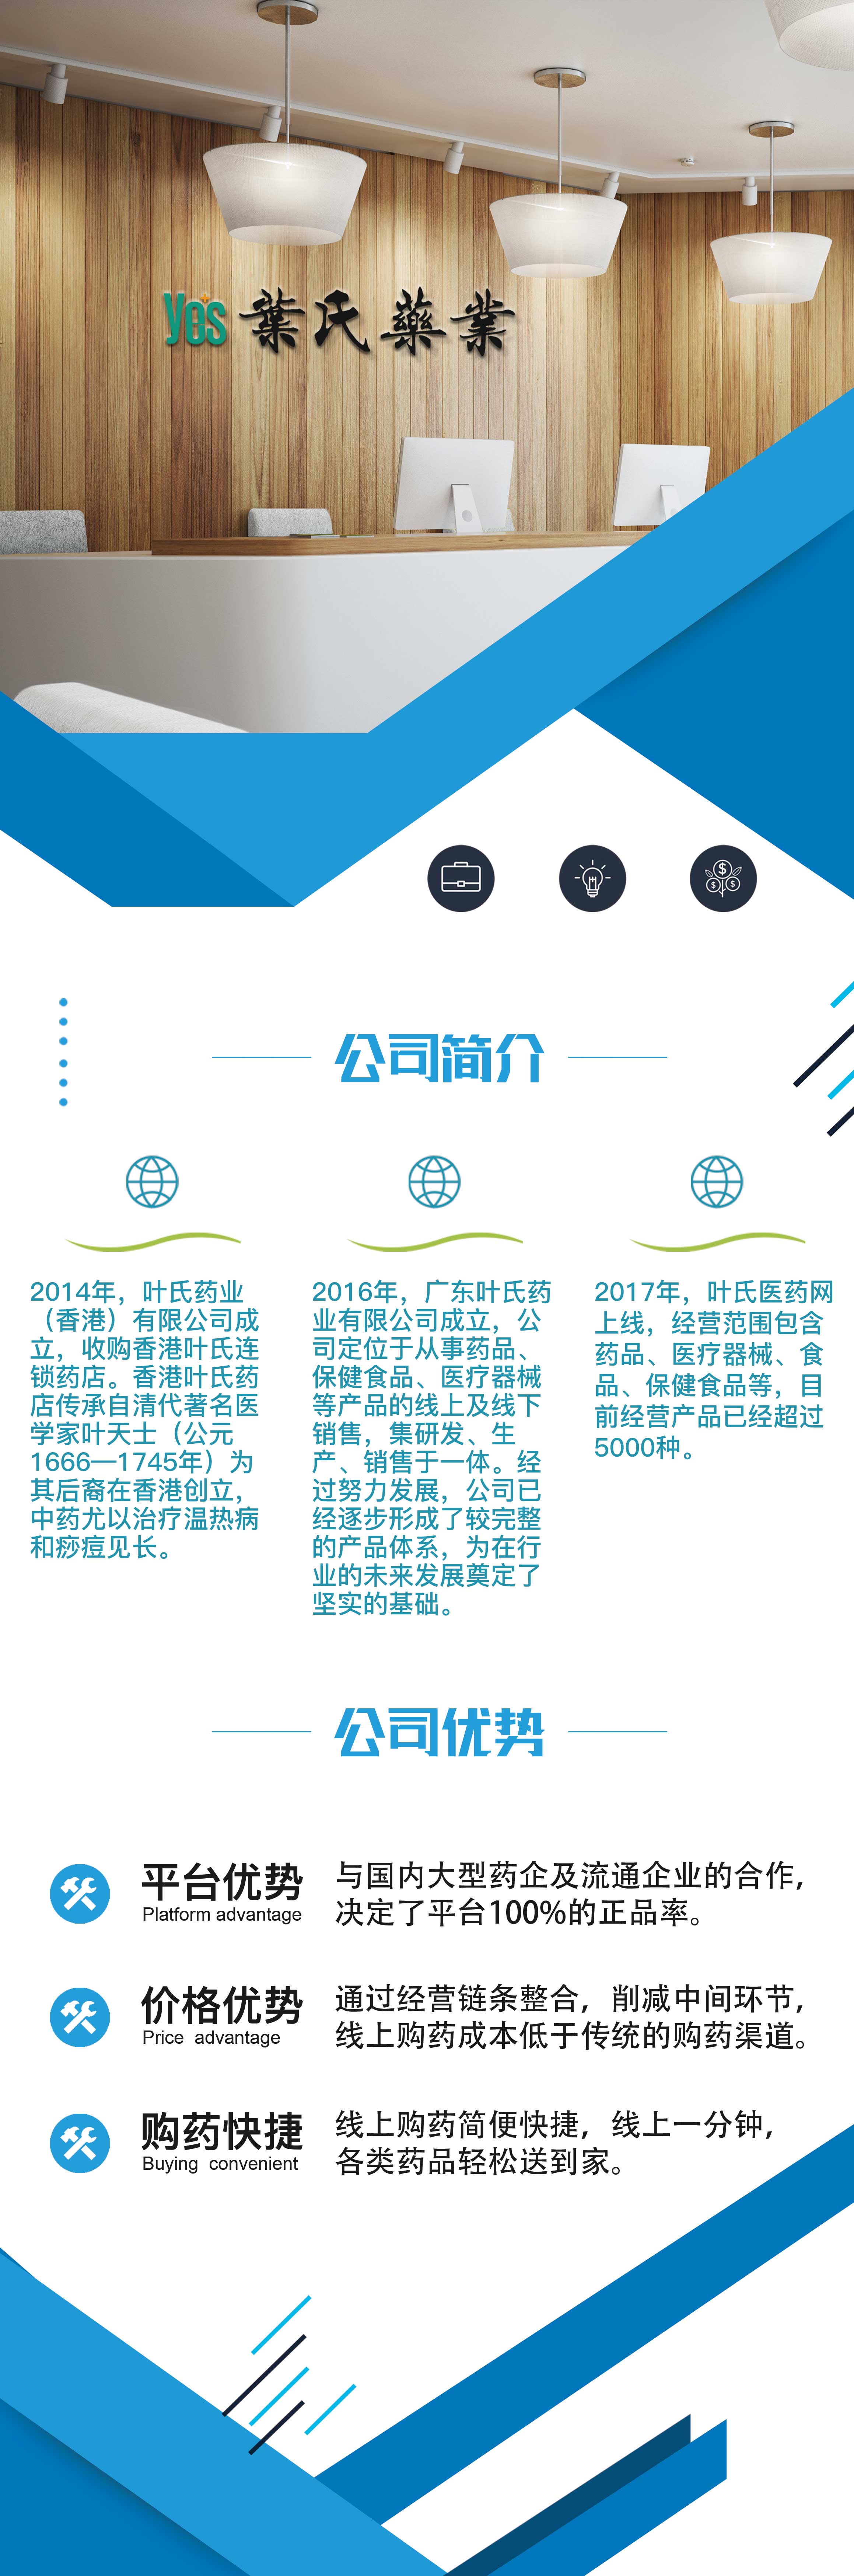 yes 葉氏藥業
公司简介
2014年，叶氏药业
（香港）有限公司成
立，收购香港叶氏连
锁药店。香港叶氏药
店传承自清代著名医
学家叶天士（公元
1666—1745年）为
其后裔在香港创立，
中药尤以治疗温热病
和痧痘见长。
2016年，广东叶氏药
业有限公司成立，公
司定位于从事药品、
保健食品、医疗器械
等产品的线上及线下
销售，集研发、生
产、销售于一体。经
过努力发展，公司已
经逐步形成了较完整
的产品体系，为在行
业的未来发展奠定了
坚实的基础。
2017年，叶氏医药网
上线，经营范围包含
药品、医疗器械、食
品、保健食品等，目
前经营产品已经超过
5000种。
公司优势
平台优势
Platform advantage
与国内大型药企及流通企业的合作，
决定了平台100%的正品率。
价格优势
Price advantage
通过经营链条整合，削减中间环节，
线上购药成本低于传统的购药渠道。
购药快捷
Buying convenient
线上购药简便快捷，线上一分钟，
各类药品轻松送到家。